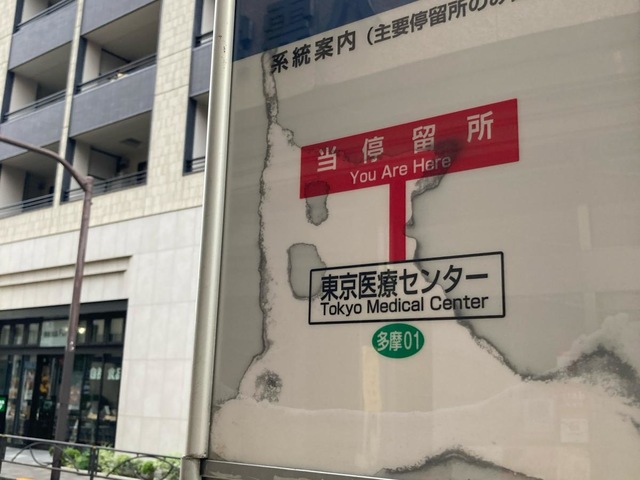 系統案内（主要停留所のみ
当停留所
You Are Here
東京医療センター
Tokyo Medical Center
多摩01